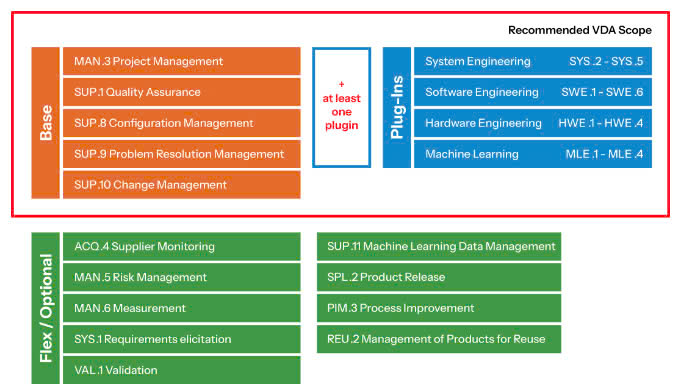 Recommended VDA Scope
Base
MAN.3 Project Management
SUP.1 Quality Assurance
SUP.8 Configuration Management
SUP.9 Problem Resolution Management
SUP.10 Change Management
+
at least
one
plugin
Plug-Ins
System Engineering SYS.2 - SYS.5
Software Engineering SWE.1 - SWE.6
Hardware Engineering HWE.1 - HWE.4
Machine Learning MLE.1 - MLE.4
Flex / Optional
ACQ.4 Supplier Monitoring
MAN.5 Risk Management
MAN.6 Measurement
SYS.1 Requirements elicitation
VAL.1 Validation
SUP.11 Machine Learning Data Management
SPL.2 Product Release
PIM.3 Process Improvement
REU.2 Management of Products for Reuse